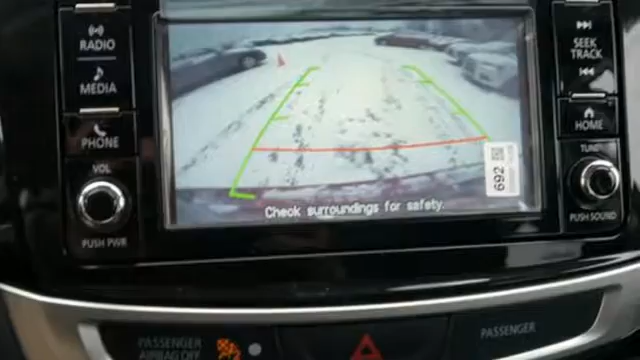 RADIO
MEDIA
PHONE
VOL
PUSH PWR
SEEK
TRACK
HOME
TUNE
PUSH SOUND
692
Check surroundings for safety.
PASSENGER
AIRBAG OFF
PASSENGER